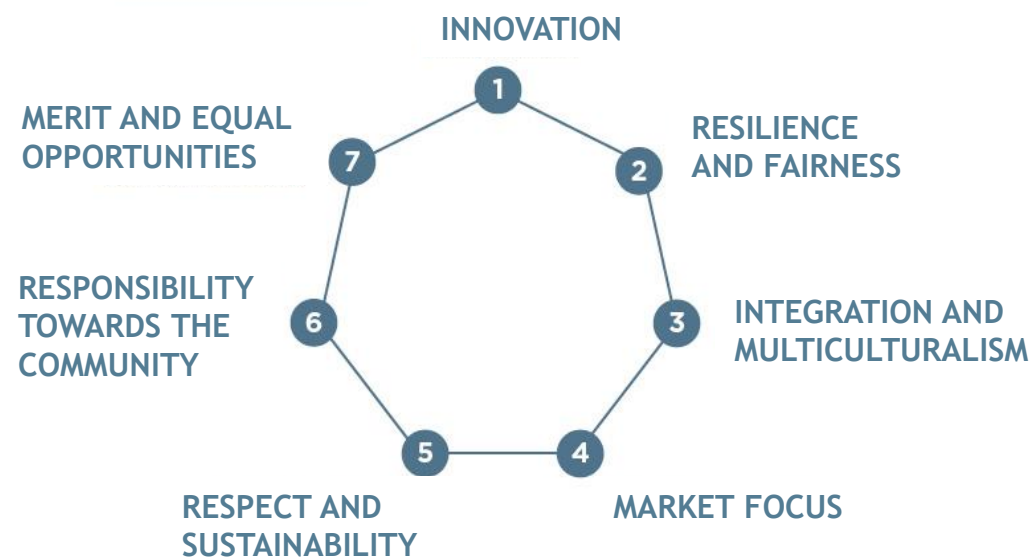 INNOVATION
1
RESILIENCE
AND FAIRNESS
2
INTEGRATION AND
MULTICULTURALISM
3
MARKET FOCUS
4
RESPECT AND
SUSTAINABILITY
5
RESPONSIBILITY
TOWARDS THE
COMMUNITY
6
MERIT AND EQUAL
OPPORTUNITIES
7